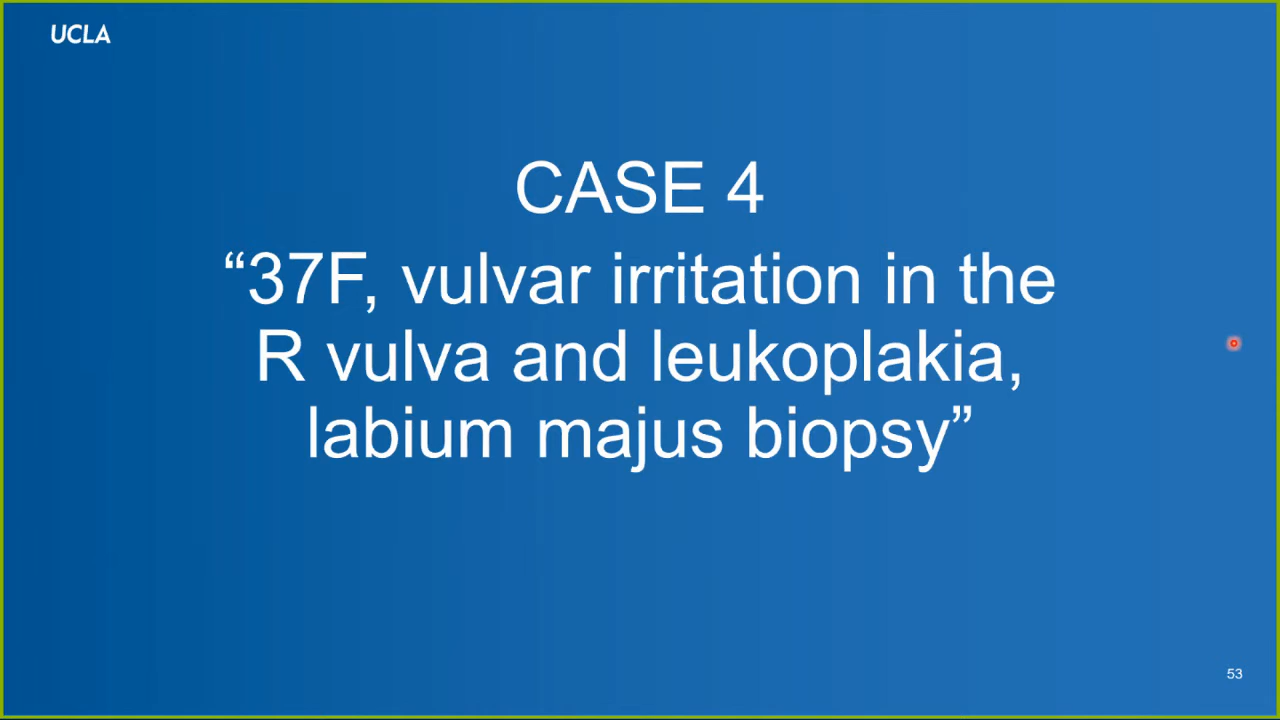 UCLA
CASE 4
“37F, vulvar irritation in the
R vulva and leukoplakia,
labium majus biopsy”
53